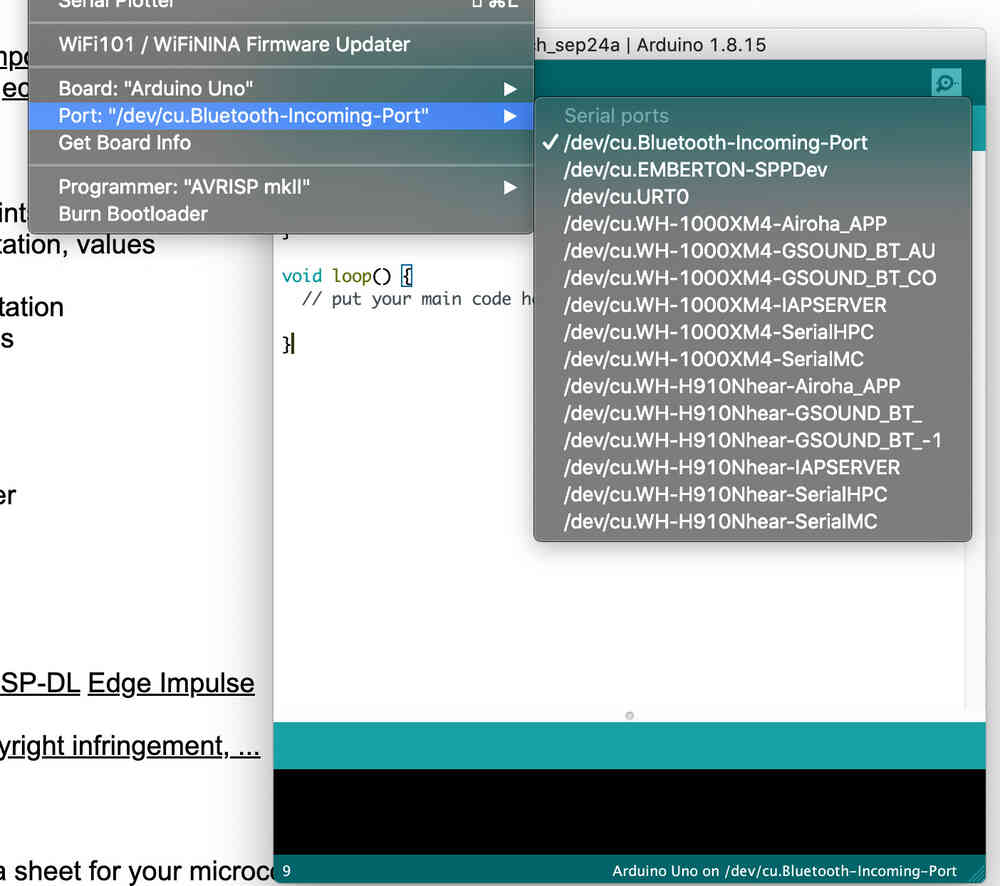 Serial Plotter
WiFi101 / WiFiNINA Firmware Updater
Board: "Arduino Uno"
Port: "/dev/cu.Bluetooth-Incoming-Port"
Get Board Info
Programmer: "AVRISP mkII"
Burn Bootloader
ch_sep24a | Arduino 1.8.15
Serial ports
✓ /dev/cu.Bluetooth-Incoming-Port
/dev/cu.EMBERTON-SPPDev
/dev/cu.URT0
/dev/cu.WH-1000XM4-Airoha_APP
/dev/cu.WH-1000XM4-GSOUND_BT_AU
/dev/cu.WH-1000XM4-GSOUND_BT_CO
/dev/cu.WH-1000XM4-IAPSERVER
/dev/cu.WH-1000XM4-SerialHPC
/dev/cu.WH-1000XM4-SerialMC
/dev/cu.WH-H910Nhear-Airoha_APP
/dev/cu.WH-H910Nhear-GSOUND_BT_
/dev/cu.WH-H910Nhear-GSOUND_BT_-1
/dev/cu.WH-H910Nhear-IAPSERVER
/dev/cu.WH-H910Nhear-SerialHPC
/dev/cu.WH-H910Nhear-SerialMC
}
void loop() {
// put your main code he
}
tation, values
tation
s
er
SP-DL Edge Impulse
yright infringement, ...
a sheet for your microco
9
Arduino Uno on /dev/cu.Bluetooth-Incoming-Port